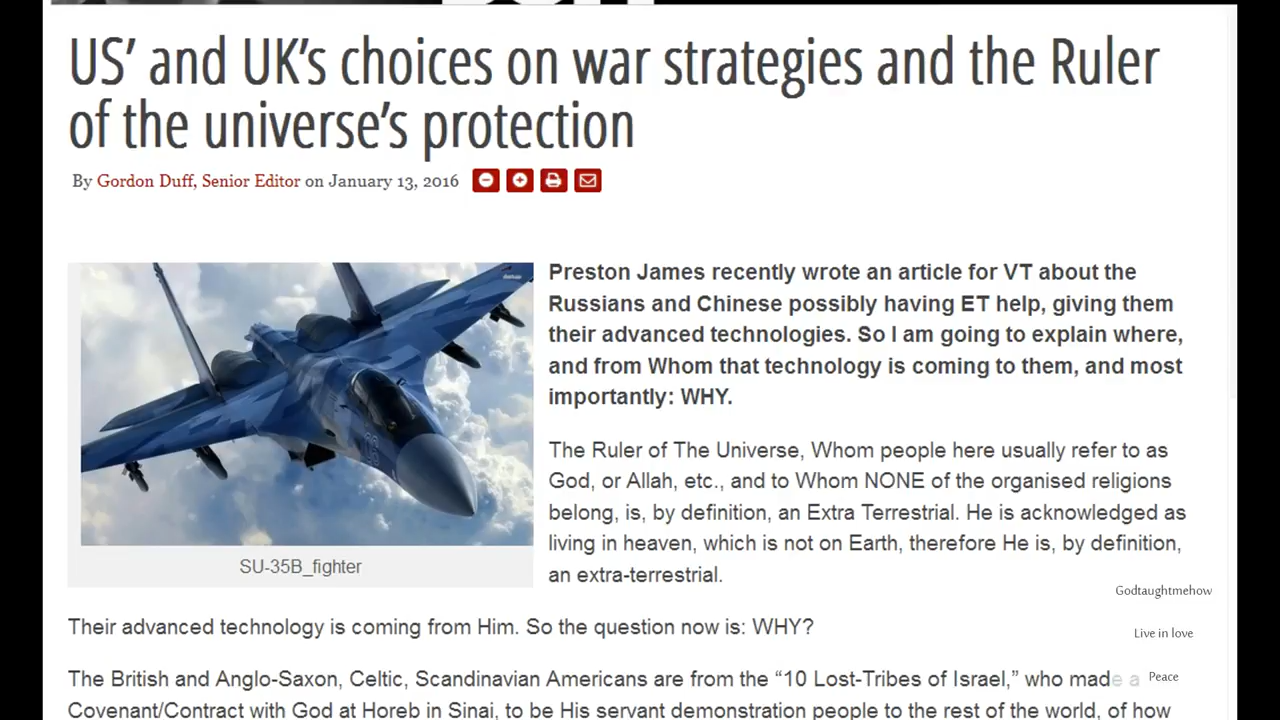 US' and UK's choices on war strategies and the Ruler
of the universe's protection
By Gordon Duff, Senior Editor on January 13, 2016
Preston James recently wrote an article for VT about the
Russians and Chinese possibly having ET help, giving them
their advanced technologies. So I am going to explain where,
and from Whom that technology is coming to them, and most
importantly: WHY.
The Ruler of The Universe, Whom people here usually refer to as
God, or Allah, etc., and to Whom NONE of the organised religions
belong, is, by definition, an Extra Terrestrial. He is acknowledged as
living in heaven, which is not on Earth, therefore He is, by definition,
an extra-terrestrial.
SU-35B_fighter
Godtaughtmehow
Their advanced technology is coming from Him. So the question now is: WHY?
Live in love
The British and Anglo-Saxon, Celtic, Scandinavian Americans are from the “10 Lost-Tribes of Israel,” who made a
Peace
Covenant/Contract with God at Horeb in Sinai, to be His servant demonstration people to the rest of the world, of how